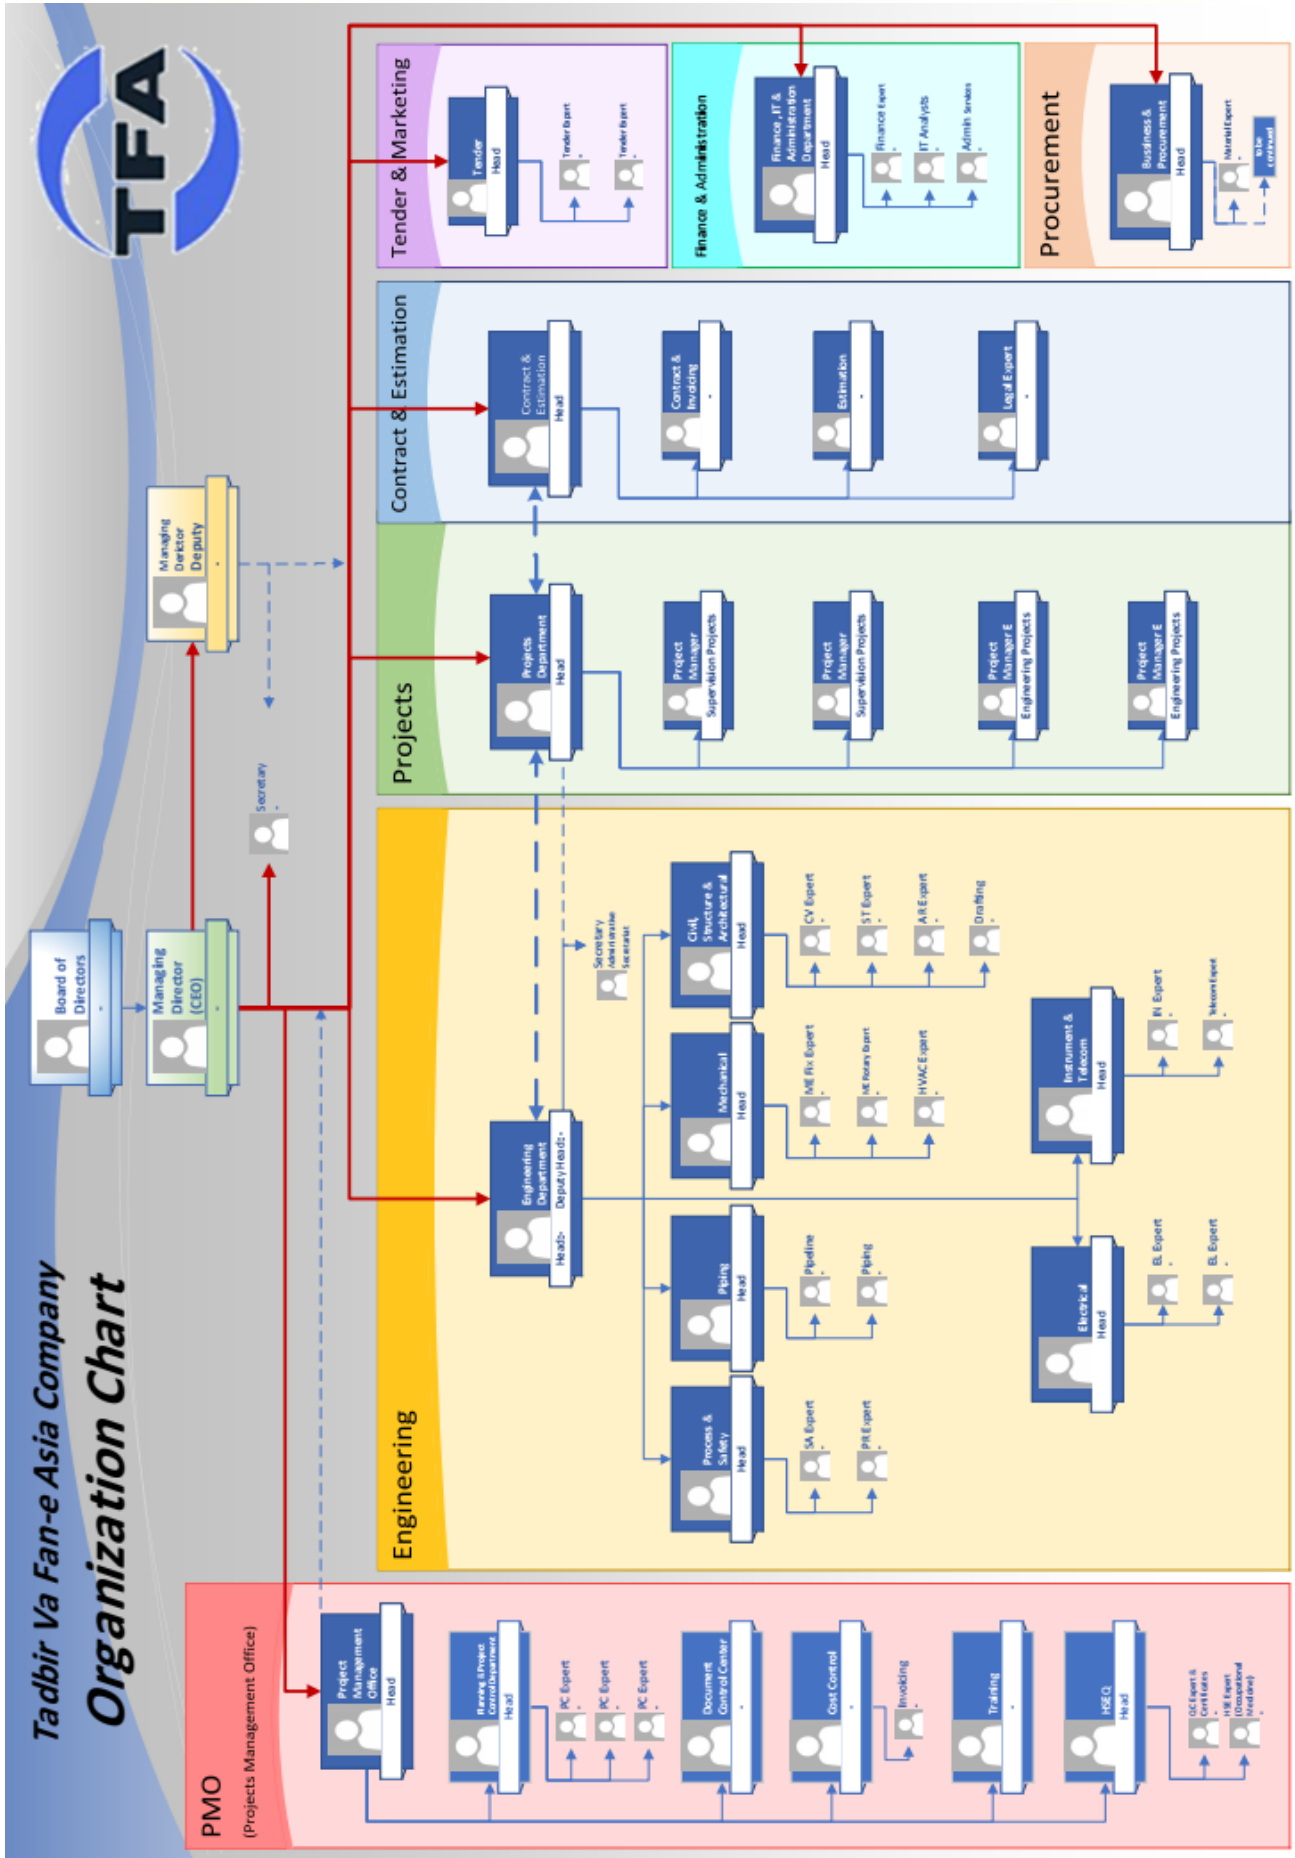 Tadbir Va Fan-e Asia Company
Organization Chart
TFA
Board of
Directors
-
Managing
Director
(CEO)
-
Managing
Derictor
Deputy
-
Secretary
-
PMO
(Projects Management Office)
Project
Management
Office
Head
Planning & Project
Control Department
Head
PC Expert
-
PC Expert
-
PC Expert
-
Document
Control Center
-
Cost Control
-
Invoicing
-
Training
-
HSEQ
Head
QC Expert &
Certificates
-
HSE Expert
(Occupational
Medicine)
-
Engineering
Engineering
Department
Head:- Deputy Head:-
Secretary
Administrative
Secretariat
Process &
Safety
Head
SA Expert
-
PR Expert
-
Piping
Head
Pipeline
-
Piping
-
Mechanical
Head
ME Fix Expert
-
ME Rotary Expert
-
HVAC Expert
-
Civil,
Structure &
Architectural
Head
CV Expert
-
ST Expert
-
AR Expert
-
Drafting
-
Electrical
Head
EL Expert
-
EL Expert
-
Instrument &
Telecom
Head
IN Expert
-
Telecom Expert
-
Projects
Projects
Department
Head
Project
Manager
Supervision Projects
Project
Manager
Supervision Projects
Project
Manager E
Engineering Projects
Project
Manager E
Engineering Projects
Contract & Estimation
Contract &
Estimation
Head
Contract &
Invoicing
-
Estimation
-
Legal Expert
-
Tender & Marketing
Tender
Head
Tender Expert
-
Tender Expert
-
Finance & Administration
Finance , IT &
Administration
Department
Head
Finance Expert
-
IT Analysts
-
Admin Services
-
Procurement
Bussiness &
Procurement
Head
Material Expert
-
to be
contiued